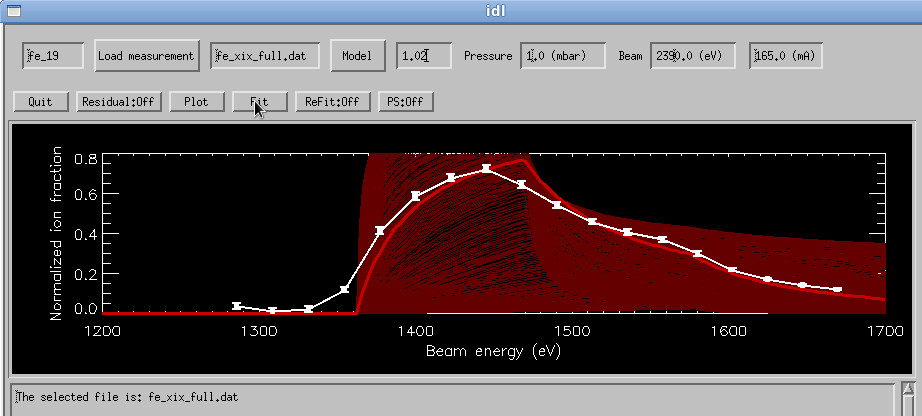 idl
fe_19 Load measurement fe_xix_full.dat Model 1.02 Pressure 1.0 (mbar) Beam 2390.0 (eV) 165.0 (mA)
Quit Residual:Off Plot Fit ReFit:Off PS:Off
Normalized ion fraction
0.8
0.6
0.4
0.2
0.0
1200 1300 1400 1500 1600 1700
Beam energy (eV)
The selected file is: fe_xix_full.dat